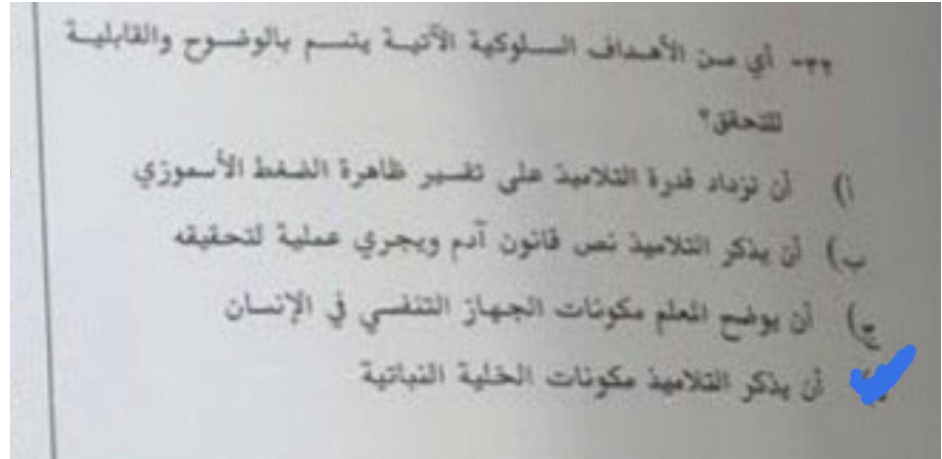 ٣٢- أي من الأهداف السلوكية الآتية يتسم بالوضوح والقابلية
للتحقق؟
أ) أن تزداد قدرة التلاميذ على تفسير ظاهرة الضغط الأسموزي
ب) أن يذكر التلاميذ نص قانون آدم ويجري عملية لتحقيقه
ج) أن يوضح المعلم مكونات الجهاز التنفسي في الإنسان
أن يذكر التلاميذ مكونات الخلية النباتية